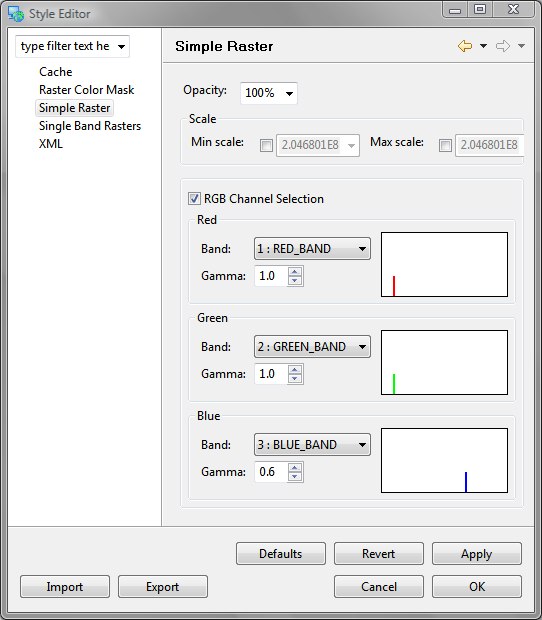 Style Editor
type filter text he
Simple Raster
Cache
Raster Color Mask
Simple Raster
Single Band Rasters
XML
Opacity: 100%
Scale
Min scale: 2.046801E8 Max scale: 2.046801E8
RGB Channel Selection
Red
Band: 1 : RED_BAND
Gamma: 1.0
Green
Band: 2 : GREEN_BAND
Gamma: 1.0
Blue
Band: 3 : BLUE_BAND
Gamma: 0.6
Defaults Revert Apply
Import Export Cancel OK